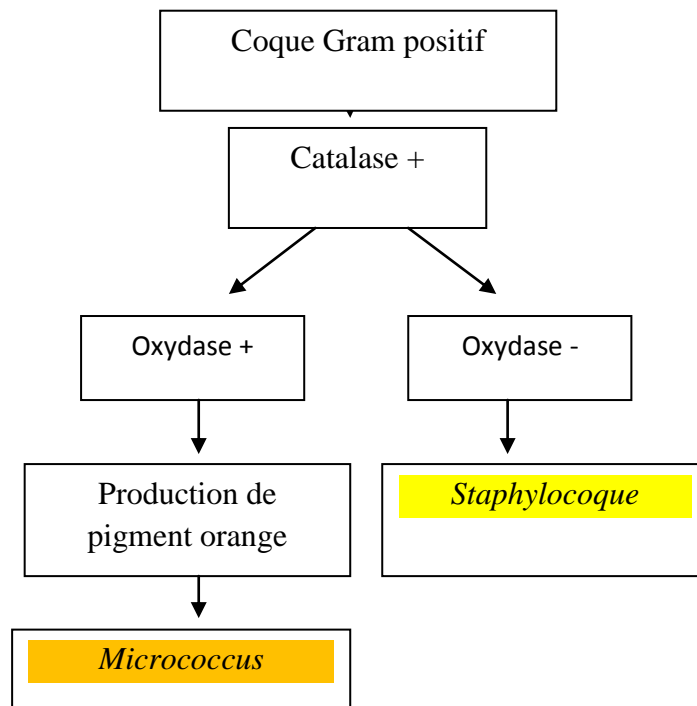 Coque Gram positif
Catalase +
Oxydase +
Oxydase -
Production de
pigment orange
Staphylocoque
Micrococcus